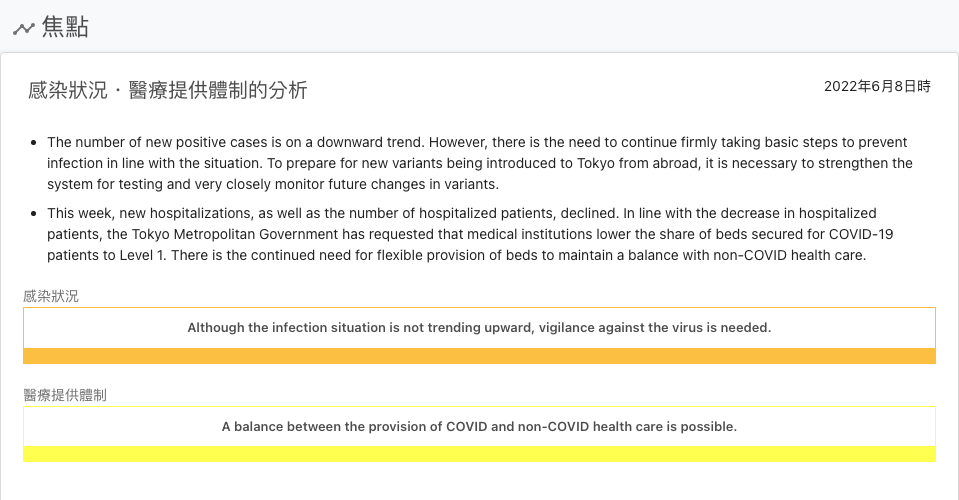 焦點
感染狀況・醫療提供體制的分析
2022年6月8日時
The number of new positive cases is on a downward trend. However, there is the need to continue firmly taking basic steps to prevent
infection in line with the situation. To prepare for new variants being introduced to Tokyo from abroad, it is necessary to strengthen the
system for testing and very closely monitor future changes in variants.
This week, new hospitalizations, as well as the number of hospitalized patients, declined. In line with the decrease in hospitalized
patients, the Tokyo Metropolitan Government has requested that medical institutions lower the share of beds secured for COVID-19
patients to Level 1. There is the continued need for flexible provision of beds to maintain a balance with non-COVID health care.
感染狀況
Although the infection situation is not trending upward, vigilance against the virus is needed.
醫療提供體制
A balance between the provision of COVID and non-COVID health care is possible.